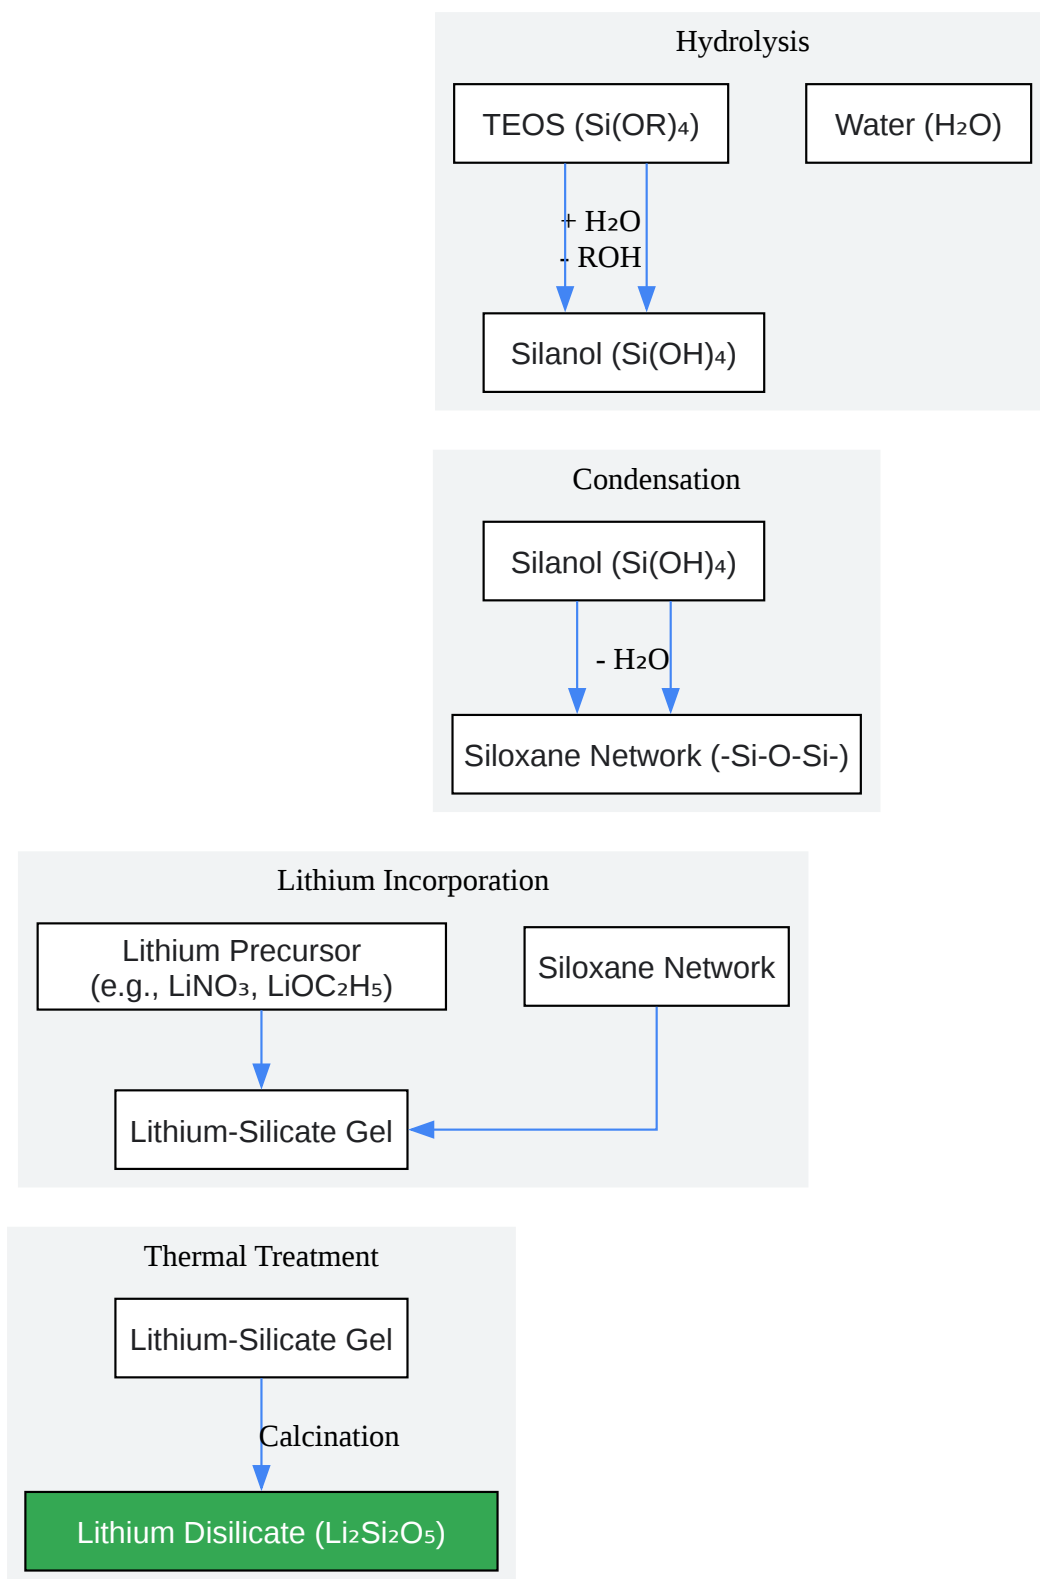 Hydrolysis
TEOS (Si(OR)₄)
Water (H₂O)
+ H₂O
- ROH
Silanol (Si(OH)₄)
Condensation
Silanol (Si(OH)₄)
- H₂O
Siloxane Network (-Si-O-Si-)
Lithium Incorporation
Lithium Precursor
(e.g., LiNO₃, LiOC₂H₅)
Siloxane Network
Lithium-Silicate Gel
Thermal Treatment
Lithium-Silicate Gel
Calcination
Lithium Disilicate (Li₂Si₂O₅)